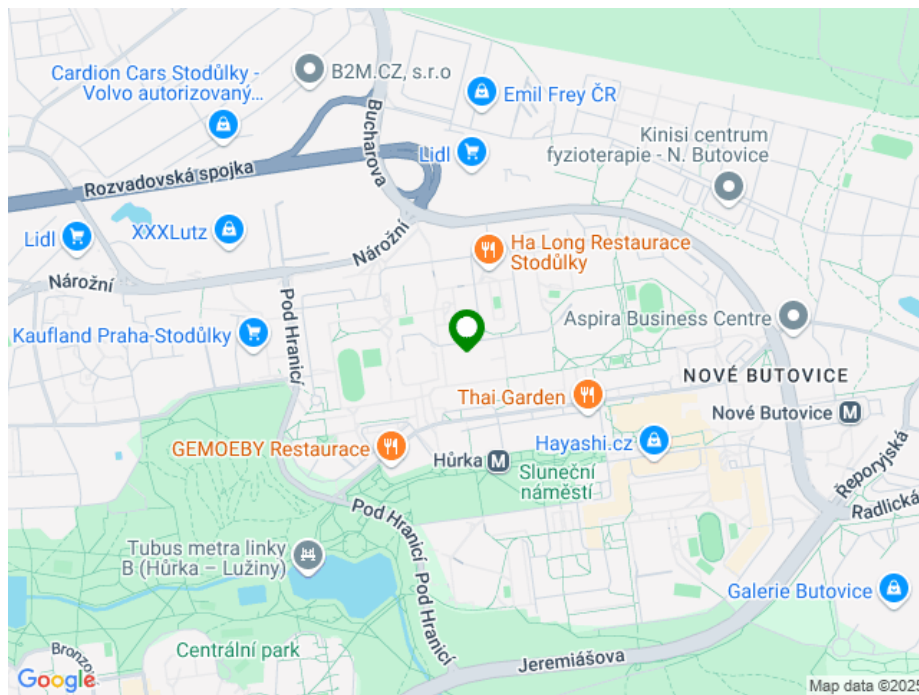 Cardion Cars Stodůlky -
Volvo autorizovaný...
B2M.CZ, s.r.o
Emil Frey ČR
Bucharova
Lidl
Kinisi centrum
fyzioterapie - N. Butovice
Rozvadovská spojka
Lidl
XXXLutz
Nárožní
Ha Long Restaurace
Stodůlky
Nárožní
Pod Hranicí
Kaufland Praha-Stodůlky
Aspira Business Centre
NOVÉ BUTOVICE
Thai Garden
Nové Butovice M
GEMOEBY Restaurace
Hůrka M
Hayashi.cz
Sluneční
náměstí
Řeporyjská
Radlická
Pod Hranicí
Pod Hranicí
Tubus metra linky
B (Hůrka – Lužiny)
Galerie Butovice
Centrální park
Jeremiášova
Bronzo
Google
Map data ©2025